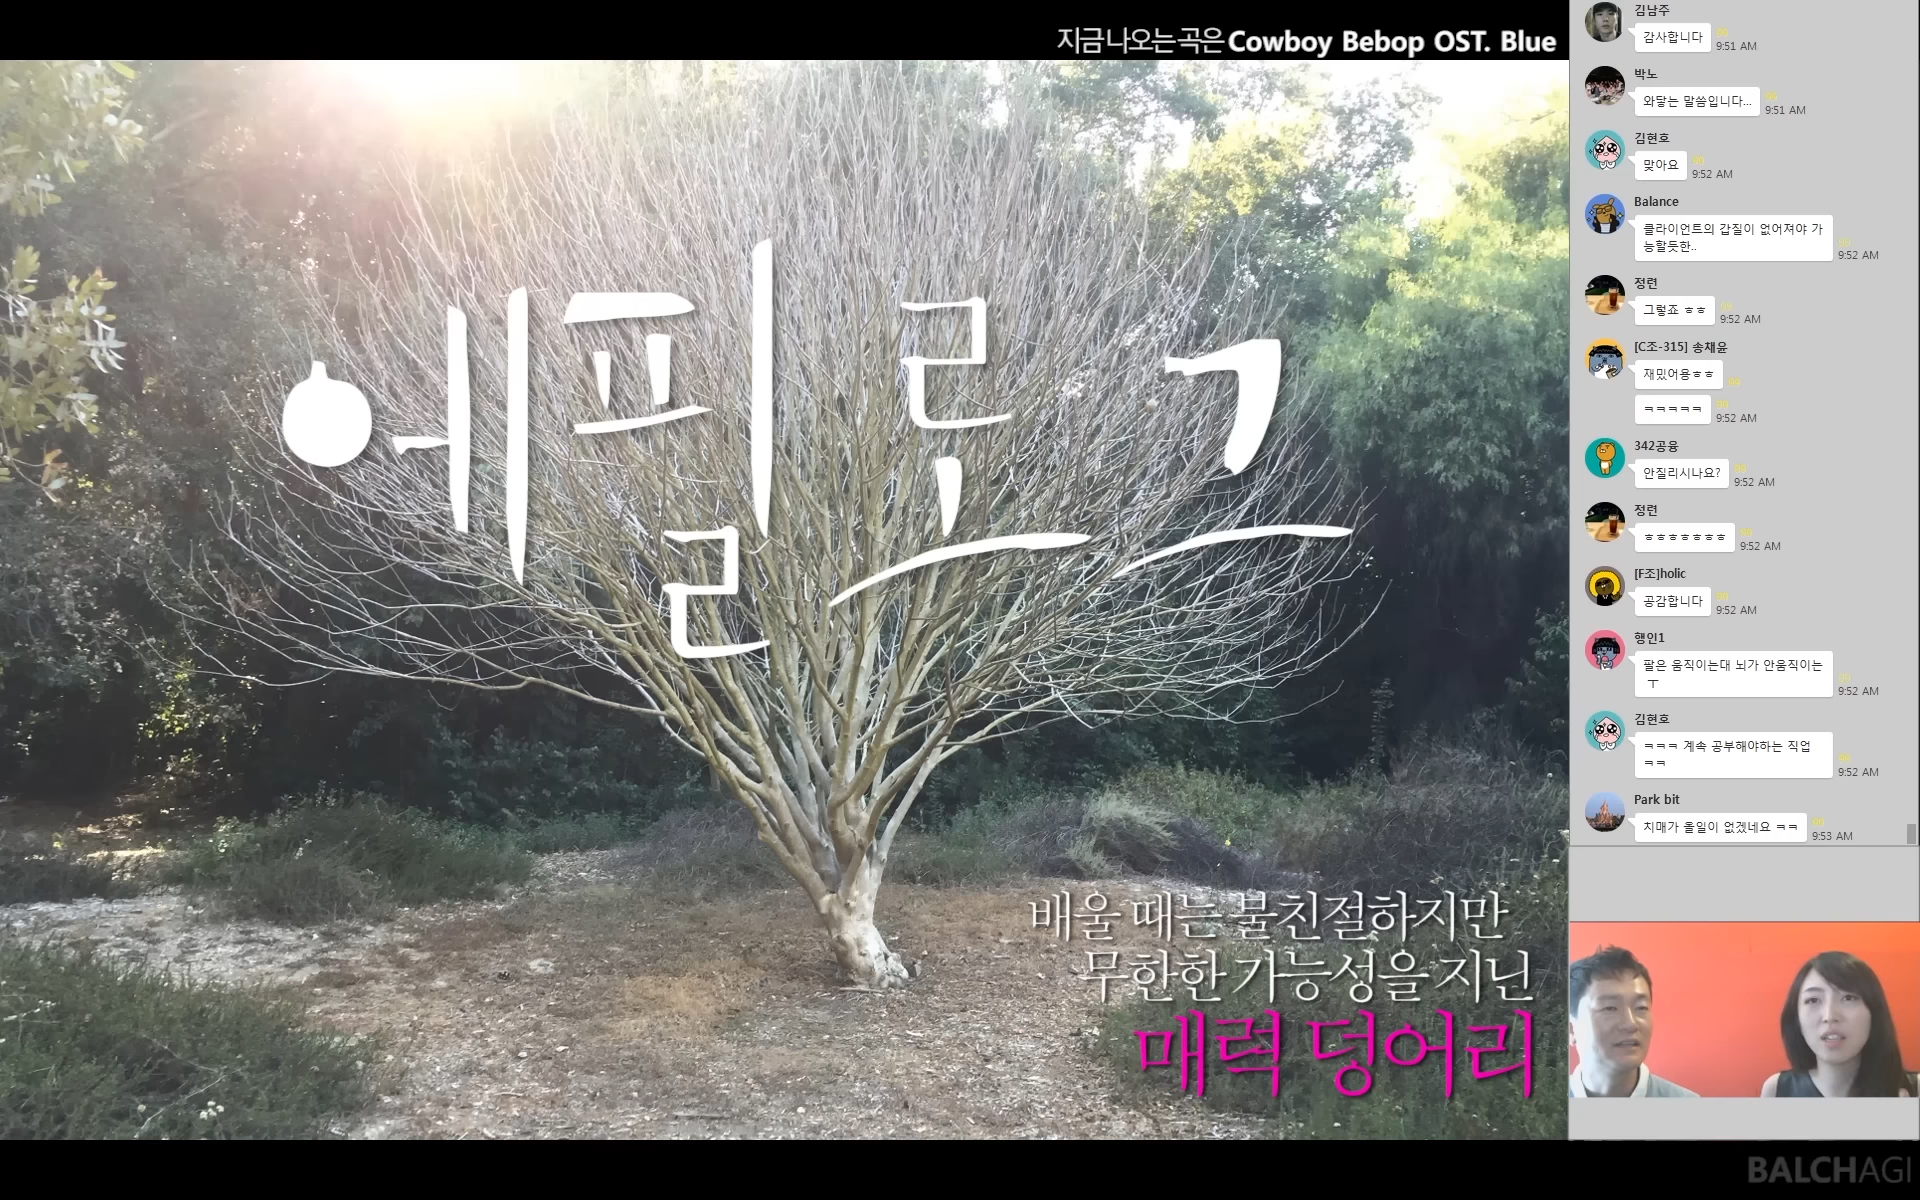 지금 나오는 곡은 Cowboy Bebop OST. Blue
에필로그
배울 때는 불친절하지만
무한한 가능성을 지닌
매력 덩어리
김남주
감사합니다
9:51 AM
박노
와닿는 말씀입니다...
9:51 AM
김현호
맞아요
9:52 AM
Balance
클라이언트의 갑질이 없어져야 가
능할듯한..
9:52 AM
정련
그렇죠 ㅎㅎ
9:52 AM
[C조-315] 송채윤
재밌어용ㅎㅎ
ㅋㅋㅋㅋㅋ
9:52 AM
342공융
안질리시나요?
9:52 AM
정련
ㅎㅎㅎㅎㅎㅎㅎ
9:52 AM
[F조]holic
공감합니다
9:52 AM
행인1
팔은 움직이는대 뇌가 안움직이는
ㅜ
9:52 AM
김현호
ㅋㅋㅋ 계속 공부해야하는 직업
ㅋㅋ
9:52 AM
Park bit
치매가 올일이 없겠네요 ㅋㅋ
9:53 AM
BALCHAGI